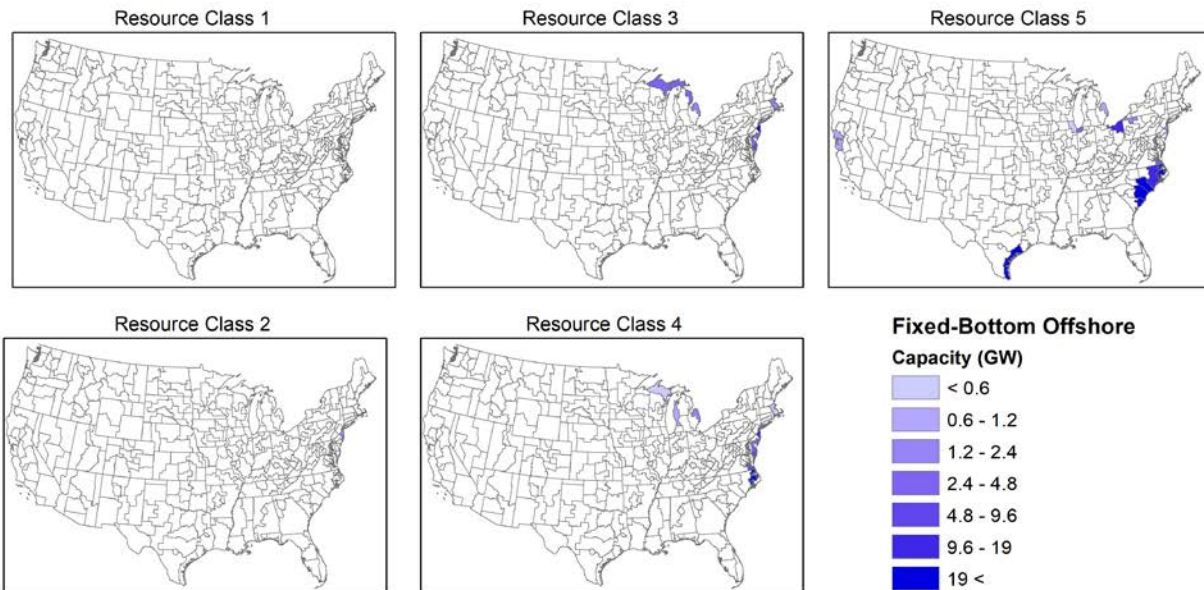 Resource Class 1
Resource Class 3
Resource Class 5
Resource Class 2
Resource Class 4
Fixed-Bottom Offshore
Capacity (GW)
< 0.6
0.6 - 1.2
1.2 - 2.4
2.4 - 4.8
4.8 - 9.6
9.6 - 19
19 <